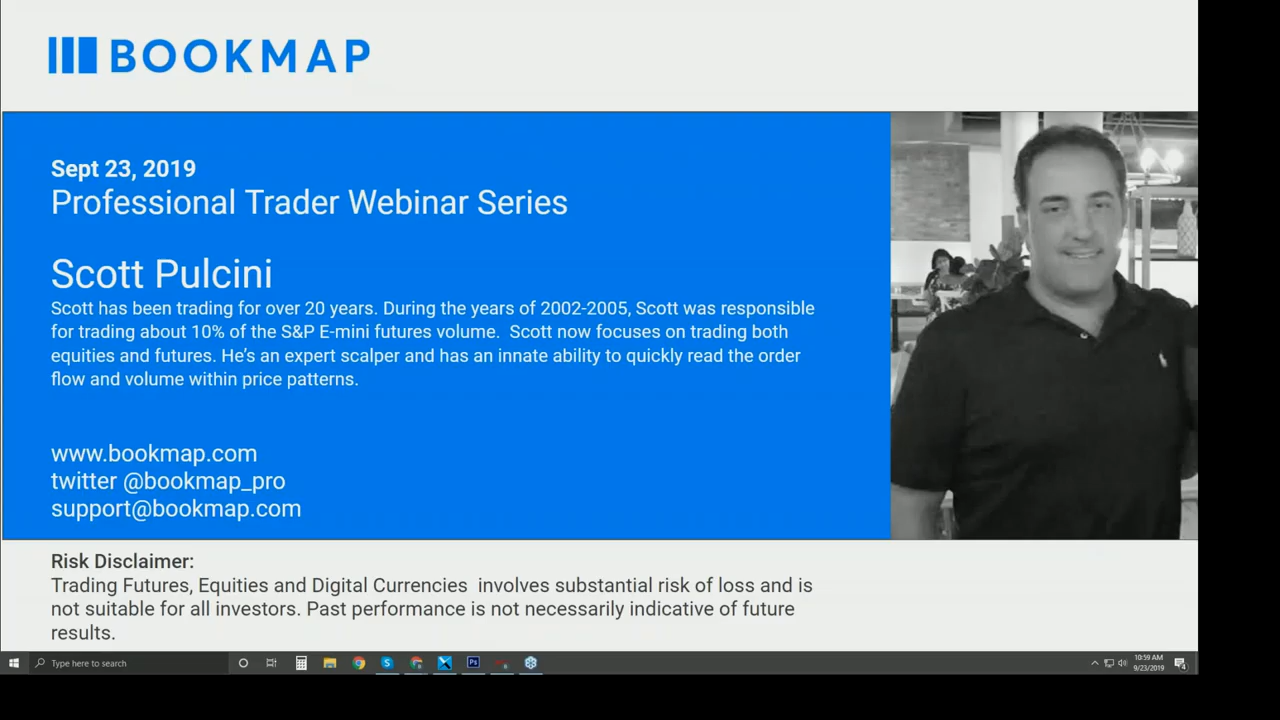 BOOKMAP
Sept 23, 2019
Professional Trader Webinar Series
Scott Pulcini
Scott has been trading for over 20 years. During the years of 2002-2005, Scott was responsible
for trading about 10% of the S&P E-mini futures volume.  Scott now focuses on trading both
equities and futures. He's an expert scalper and has an innate ability to quickly read the order
flow and volume within price patterns.
www.bookmap.com
twitter @bookmap_pro
support@bookmap.com
Risk Disclaimer:
Trading Futures, Equities and Digital Currencies  involves substantial risk of loss and is
not suitable for all investors. Past performance is not necessarily indicative of future
results.
Type here to search
Ps
10:59 AM
9/23/2019
4